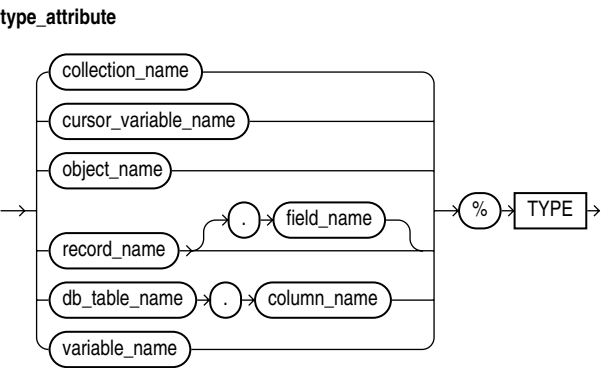 type_attribute
collection_name
cursor_variable_name
object_name
. field_name
% TYPE
record_name
db_table_name . column_name
variable_name